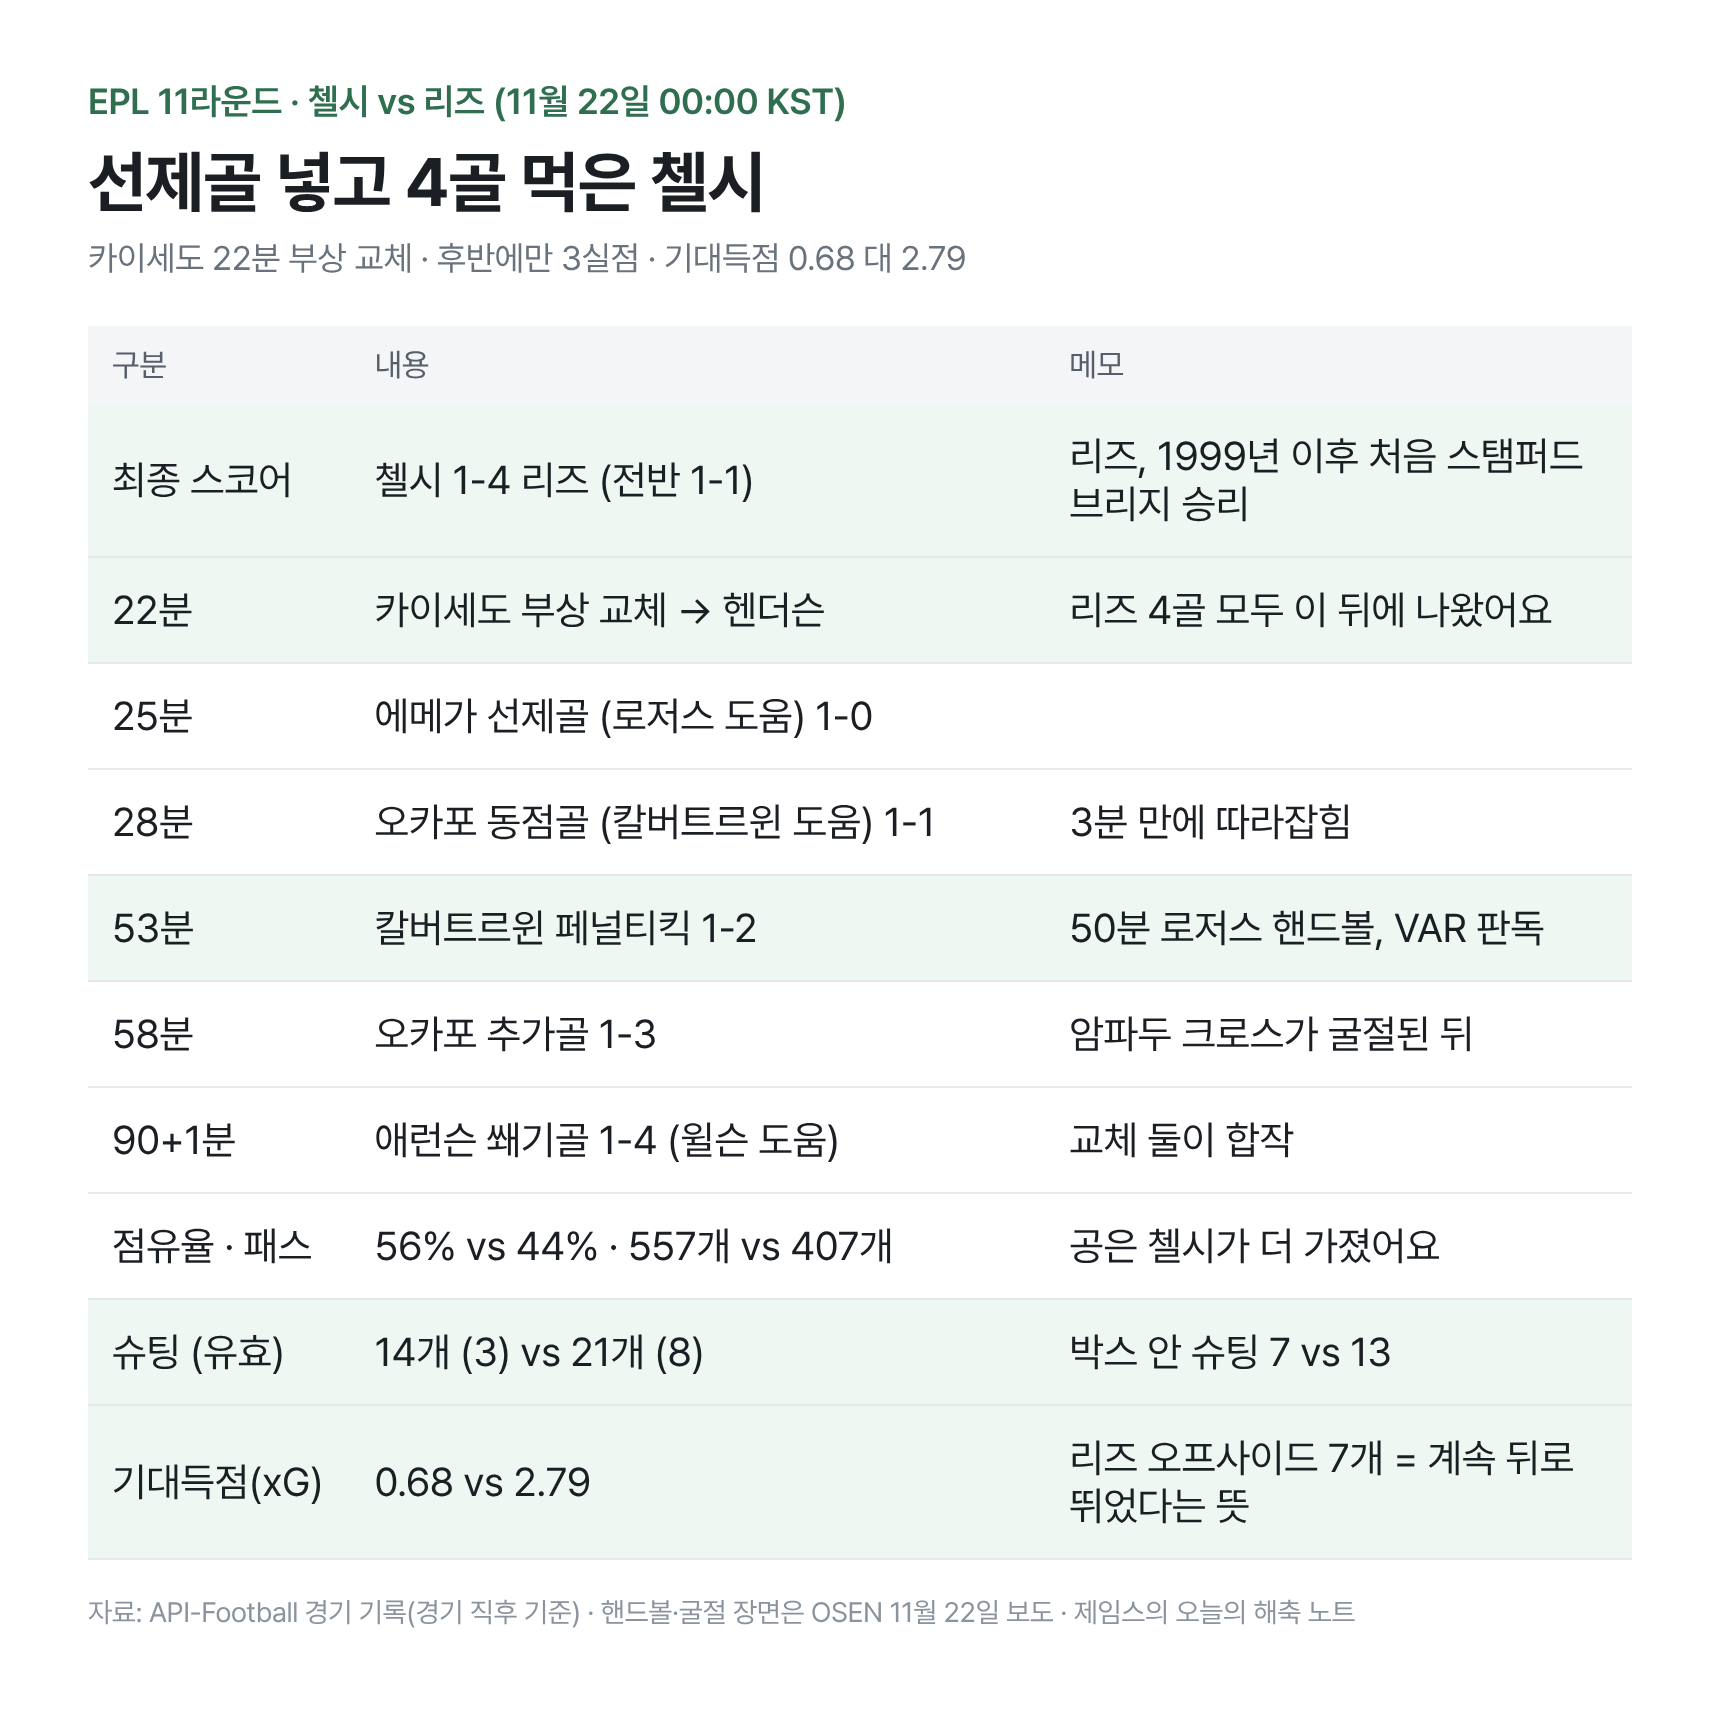 EPL 11라운드 · 첼시 vs 리즈 (11월 22일 00:00 KST)
선제골 넣고 4골 먹은 첼시
카이세도 22분 부상 교체 · 후반에만 3실점 · 기대득점 0.68 대 2.79
구분 내용 메모
최종 스코어 첼시 1-4 리즈 (전반 1-1) 리즈, 1999년 이후 처음 스탬퍼드
브리지 승리
22분 카이세도 부상 교체 → 헨더슨 리즈 4골 모두 이 뒤에 나왔어요
25분 에메가 선제골 (로저스 도움) 1-0
28분 오카포 동점골 (칼버트르윈 도움) 1-1 3분 만에 따라잡힘
53분 칼버트르윈 페널티킥 1-2 50분 로저스 핸드볼, VAR 판독
58분 오카포 추가골 1-3 암파두 크로스가 굴절된 뒤
90+1분 애런슨 쐐기골 1-4 (윌슨 도움) 교체 둘이 합작
점유율 · 패스 56% vs 44% · 557개 vs 407개 공은 첼시가 더 가졌어요
슈팅 (유효) 14개 (3) vs 21개 (8) 박스 안 슈팅 7 vs 13
기대득점(xG) 0.68 vs 2.79 리즈 오프사이드 7개 = 계속 뒤로
뛰었다는 뜻
자료: API-Football 경기 기록(경기 직후 기준) · 핸드볼·굴절 장면은 OSEN 11월 22일 보도 · 제임스의 오늘의 해축 노트